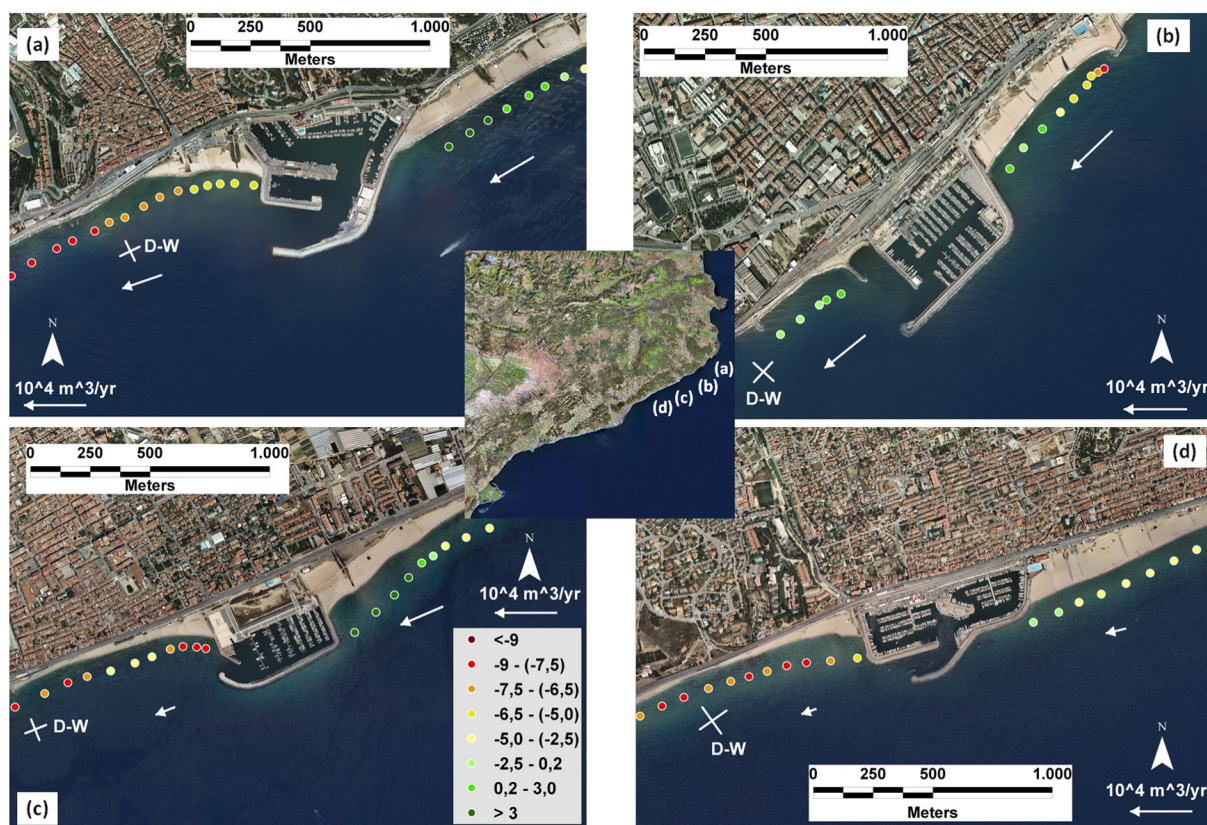 (a)
0 250 500 1.000
Meters
D-W
N
10^4 m^3/yr
0 250 500 1.000
Meters
(b)
D-W
N
10^4 m^3/yr
(a)
(b)
(c)
(d)
0 250 500 1.000
Meters
N
10^4 m^3/yr
<-9
-9 - (-7,5)
-7,5 - (-6,5)
-6,5 - (-5,0)
-5,0 - (-2,5)
-2,5 - 0,2
0,2 - 3,0
> 3
D-W
(c)
(d)
D-W
N
0 250 500 1.000
Meters
10^4 m^3/yr